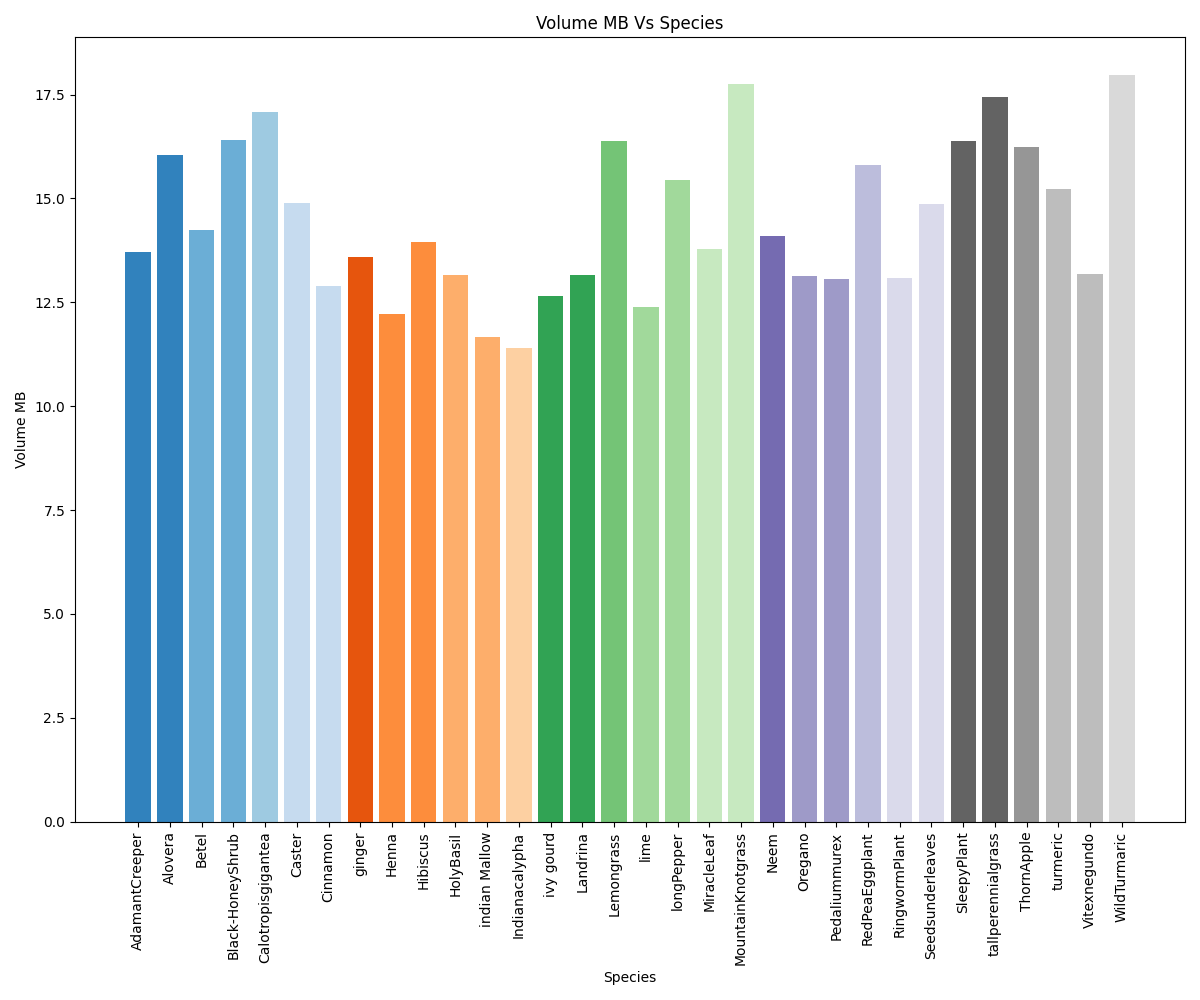 Volume MB Vs Species
Volume MB
17.5
15.0
12.5
10.0
7.5
5.0
2.5
0.0
AdamantCreeper
Alovera
Betel
Black-HoneyShrub
Calotropisgigantea
Caster
Cinnamon
ginger
Henna
Hibiscus
HolyBasil
indian Mallow
Indianacalypha
ivy gourd
Landrina
Lemongrass
lime
longPepper
MiracleLeaf
MountainKnotgrass
Neem
Oregano
Pedaliummurex
RedPeaEggplant
RingwormPlant
Seedsunderleaves
SleepyPlant
tallperennialgrass
ThornApple
turmeric
Vitexnegundo
WildTurmaric
Species